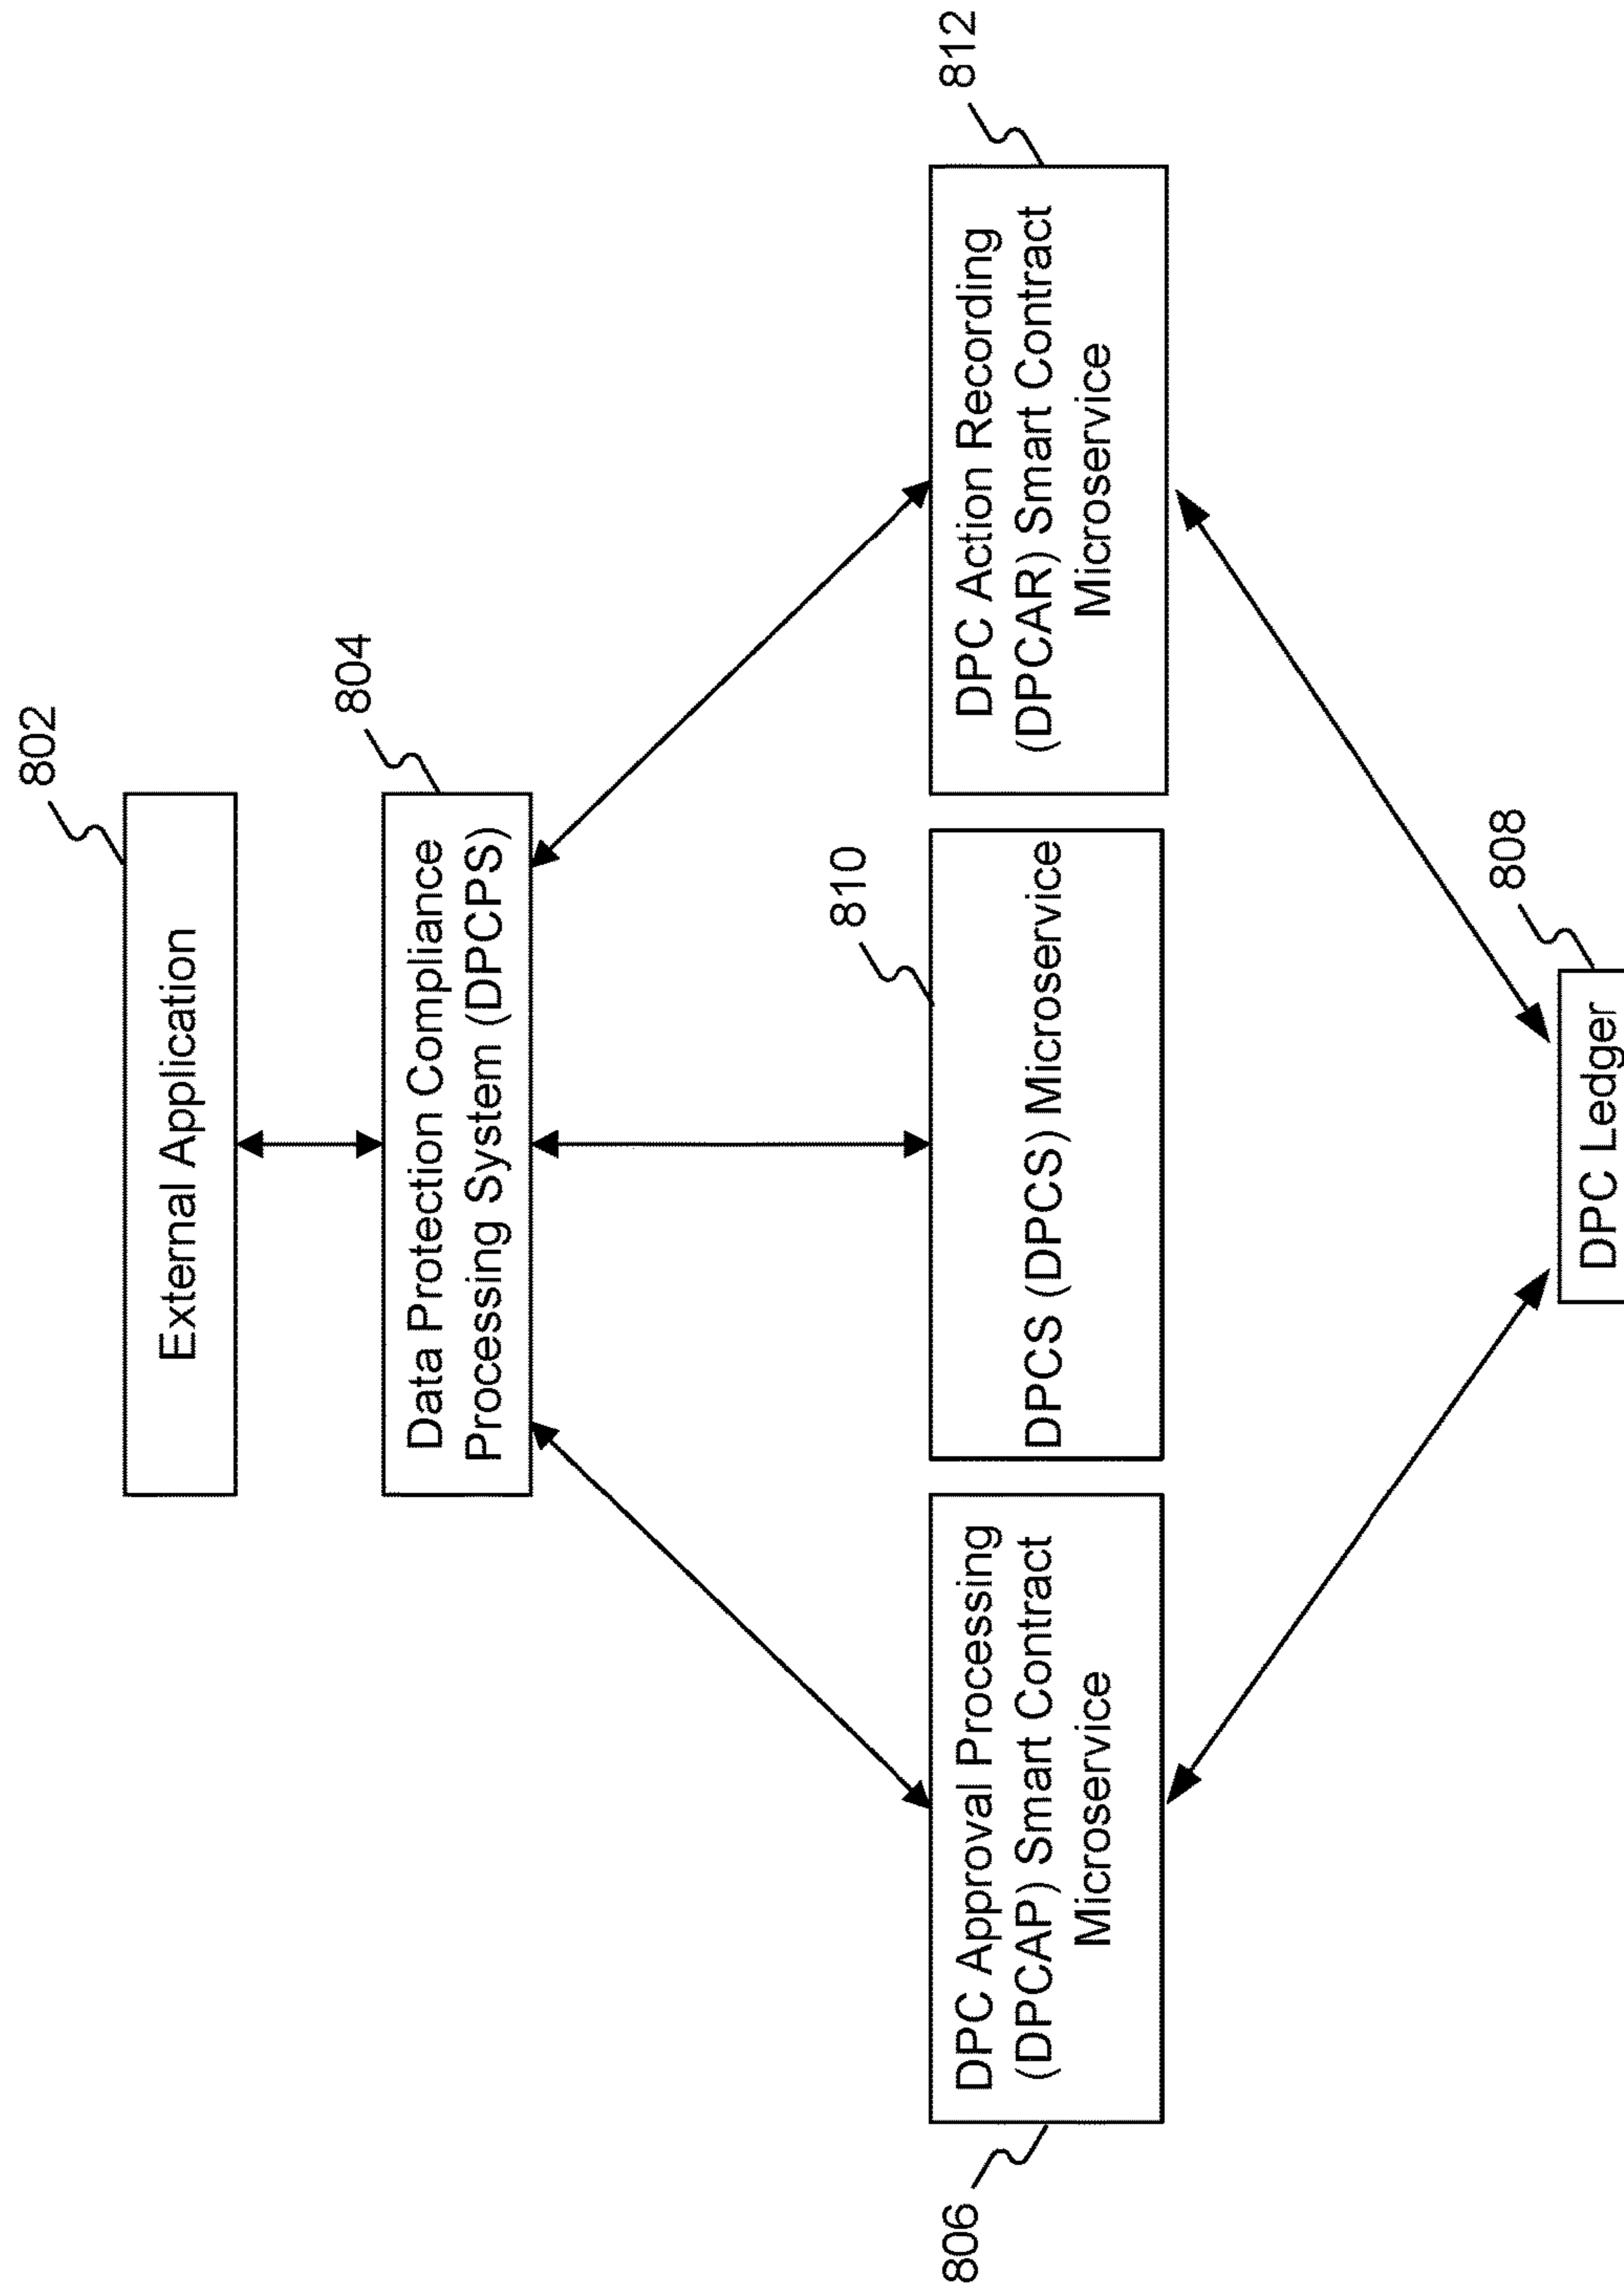 802
External Application
804
Data Protection Compliance
Processing System (DPCPS)
806
DPC Approval Processing
(DPCAP) Smart Contract
Microservice
810
DPCS (DPCS) Microservice
812
DPC Action Recording
(DPCAR) Smart Contract
Microservice
808
DPC Ledger